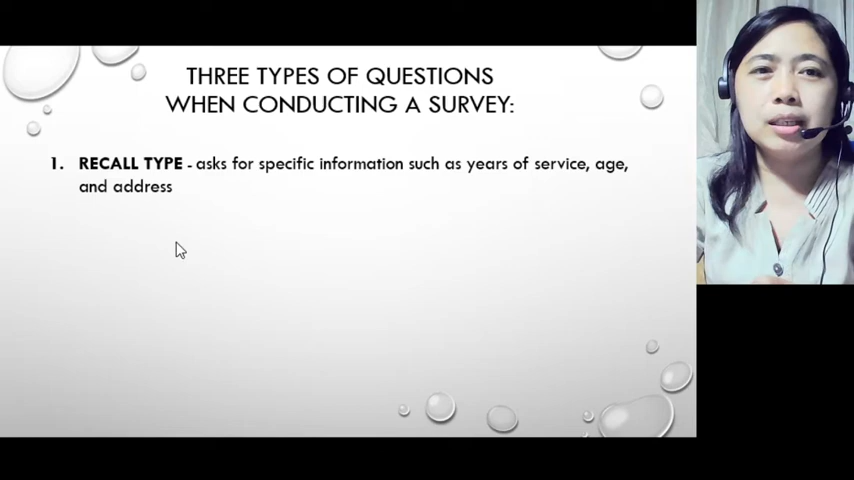 THREE TYPES OF QUESTIONS
WHEN CONDUCTING A SURVEY:
1. RECALL TYPE - asks for specific information such as years of service, age,
and address